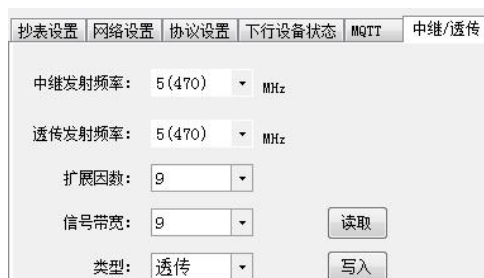 抄表设置 网络设置 协议设置 下行设备状态 MQTT 中继/透传
中继发射频率： 5(470) MHz
透传发射频率： 5(470) MHz
扩展因数： 9
信号带宽： 9 读取
类型： 透传 写入